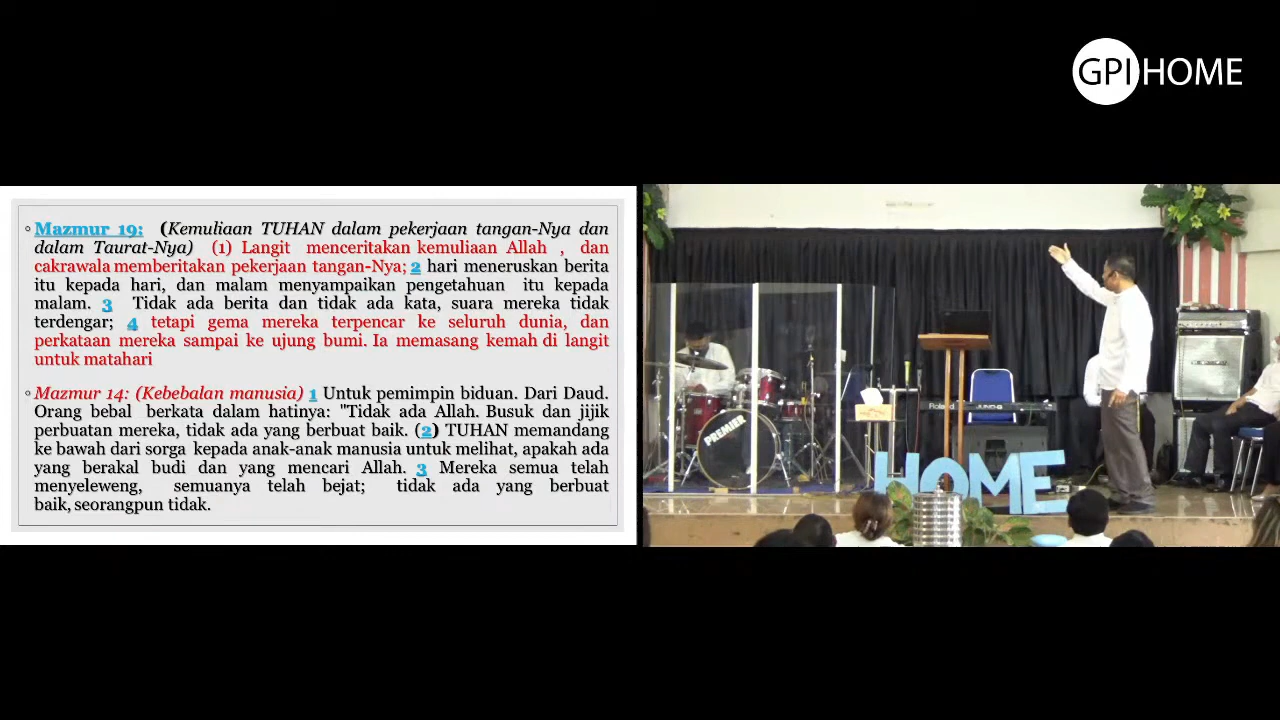 GPI HOME
◦ Mazmur 19: (Kemuliaan TUHAN dalam pekerjaan tangan-Nya dan
dalam Taurat-Nya) (1) Langit menceritakan kemuliaan Allah , dan
cakrawala memberitakan pekerjaan tangan-Nya; 2 hari meneruskan berita
itu kepada hari, dan malam menyampaikan pengetahuan itu kepada
malam. 3 Tidak ada berita dan tidak ada kata, suara mereka tidak
terdengar; 4 tetapi gema mereka terpencar ke seluruh dunia, dan
perkataan mereka sampai ke ujung bumi. Ia memasang kemah di langit
untuk matahari
◦ Mazmur 14: (Kebebalan manusia) 1 Untuk pemimpin biduan. Dari Daud.
Orang bebal berkata dalam hatinya: "Tidak ada Allah. Busuk dan jijik
perbuatan mereka, tidak ada yang berbuat baik. (2) TUHAN memandang
ke bawah dari sorga kepada anak-anak manusia untuk melihat, apakah ada
yang berakal budi dan yang mencari Allah. 3 Mereka semua telah
menyeleweng, semuanya telah bejat; tidak ada yang berbuat
baik, seorangpun tidak.
PREMIER
Roland JUNO-G
HOME